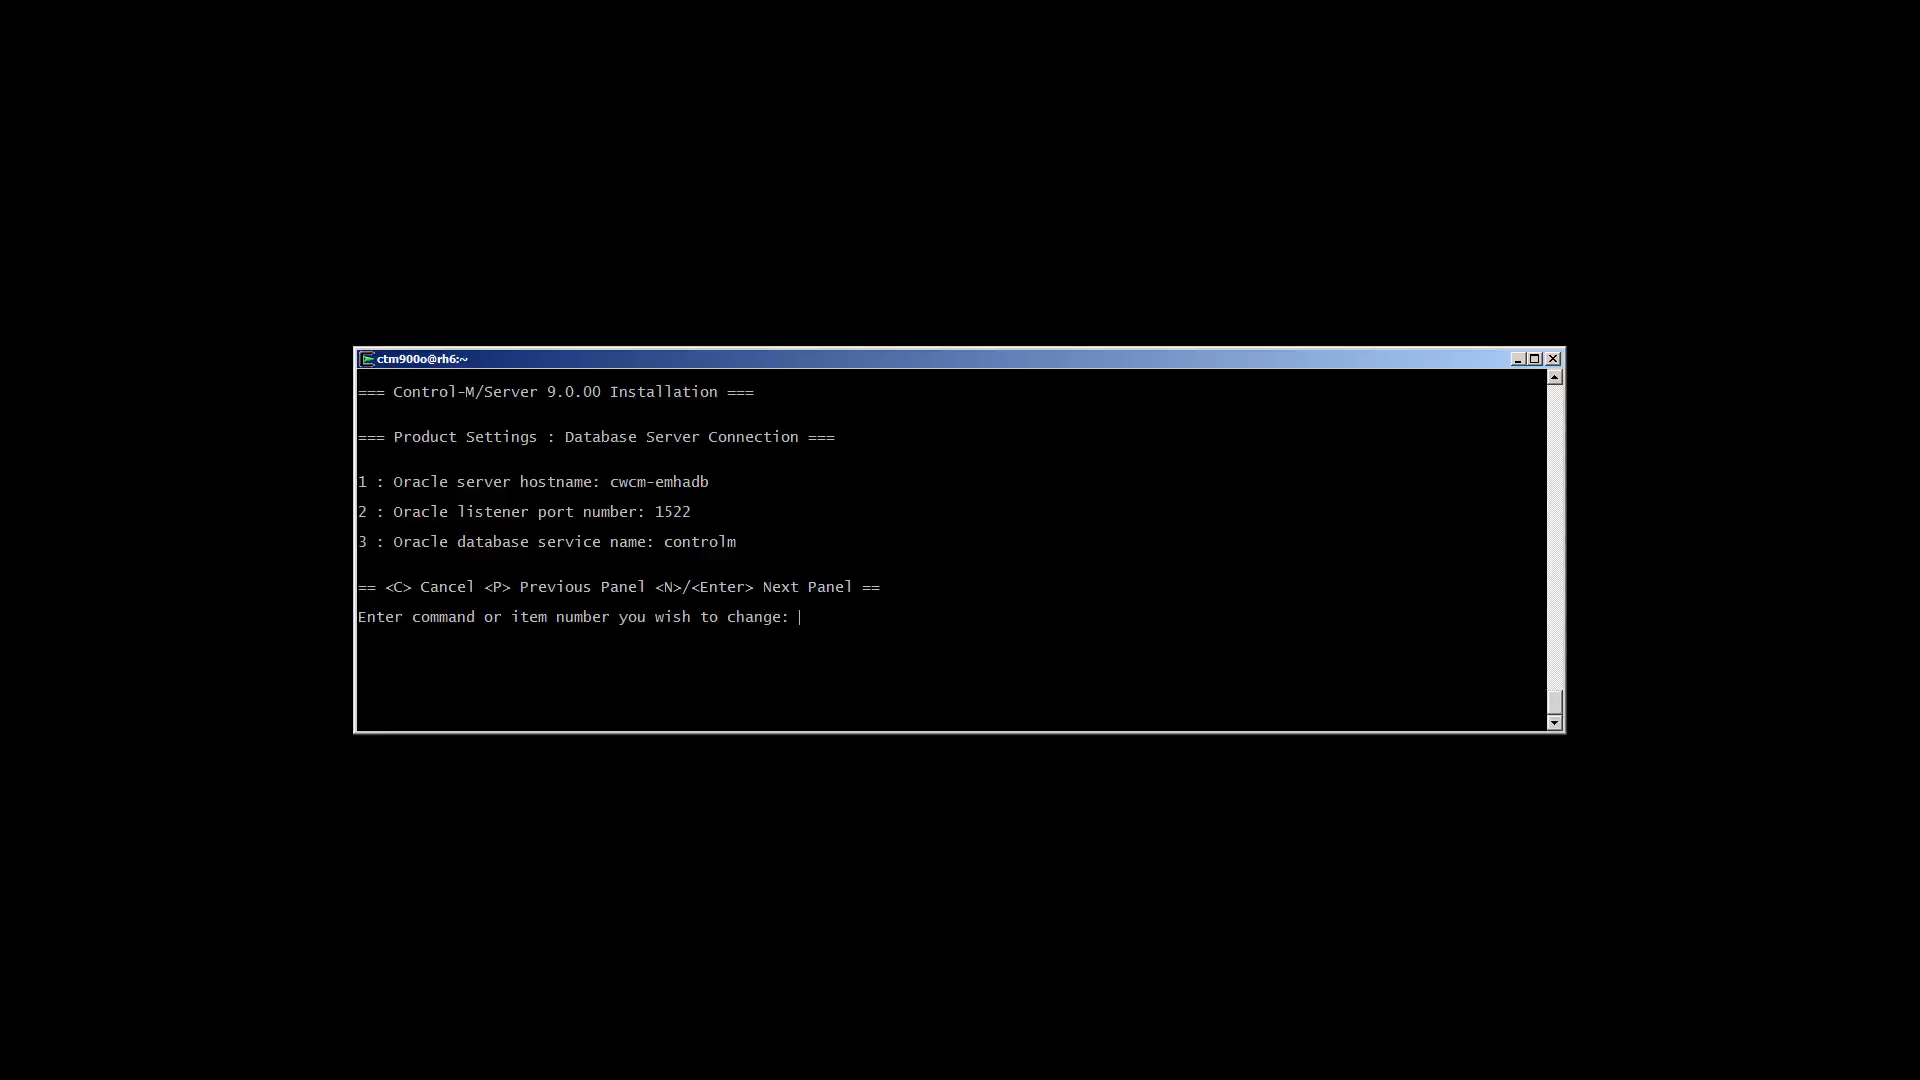 ctm900o@rh6:~
=== Control-M/Server 9.0.00 Installation ===
=== Product Settings : Database Server Connection ===
1 : Oracle server hostname: cwcm-emhadb
2 : Oracle listener port number: 1522
3 : Oracle database service name: controlm
== <C> Cancel <P> Previous Panel <N>/<Enter> Next Panel ==
Enter command or item number you wish to change: